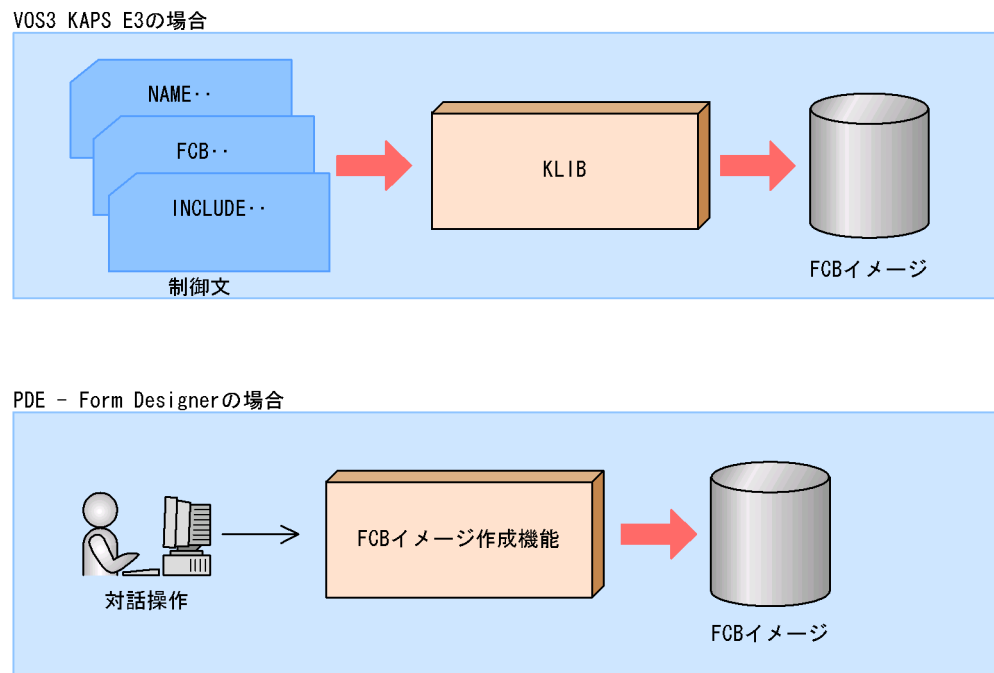 VOS3 KAPS E3の場合
NAME‥
FCB‥
INCLUDE‥
制御文
KLIB
FCBイメージ
PDE - Form Designerの場合
対話操作
FCBイメージ作成機能
FCBイメージ